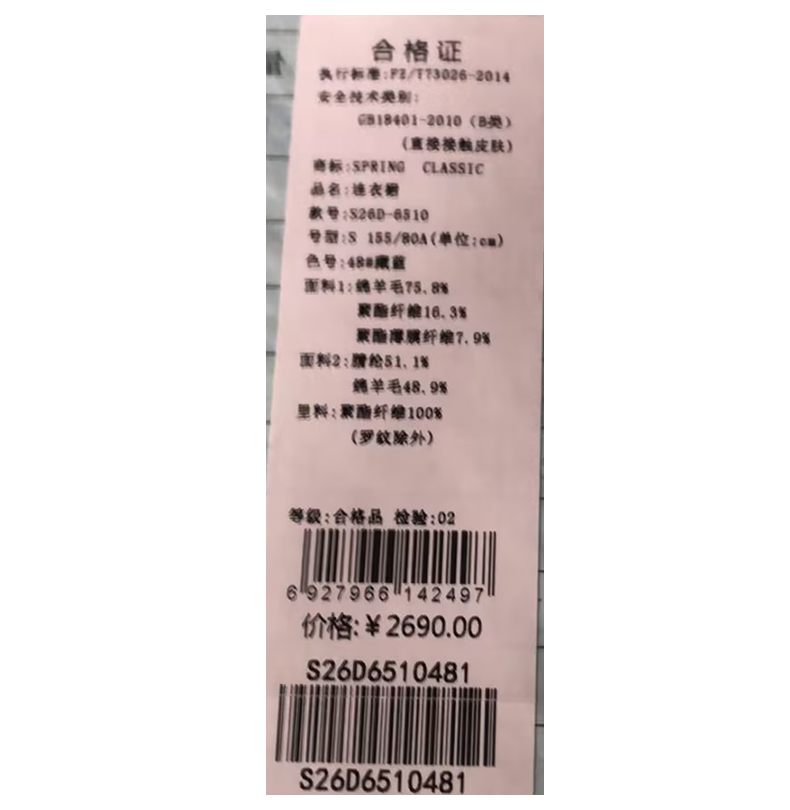 合格证
执行标准:FZ/T73026-2014
安全技术类别:
GB18401-2010（B类）
(直接接触皮肤)
商标:SPRING CLASSIC
品名:连衣裙
款号:S26D-6510
号型:S 155/80A(单位:cm)
色号:48#藏蓝
面料1:绵羊毛75.8%
聚酯纤维16.3%
聚酯薄膜纤维7.9%
面料2:腈纶51.1%
绵羊毛48.9%
里料:聚酯纤维100%
(罗纹除外)
等级:合格品 检验:02
6 927966 142497
价格:¥2690.00
S26D6510481
S26D6510481